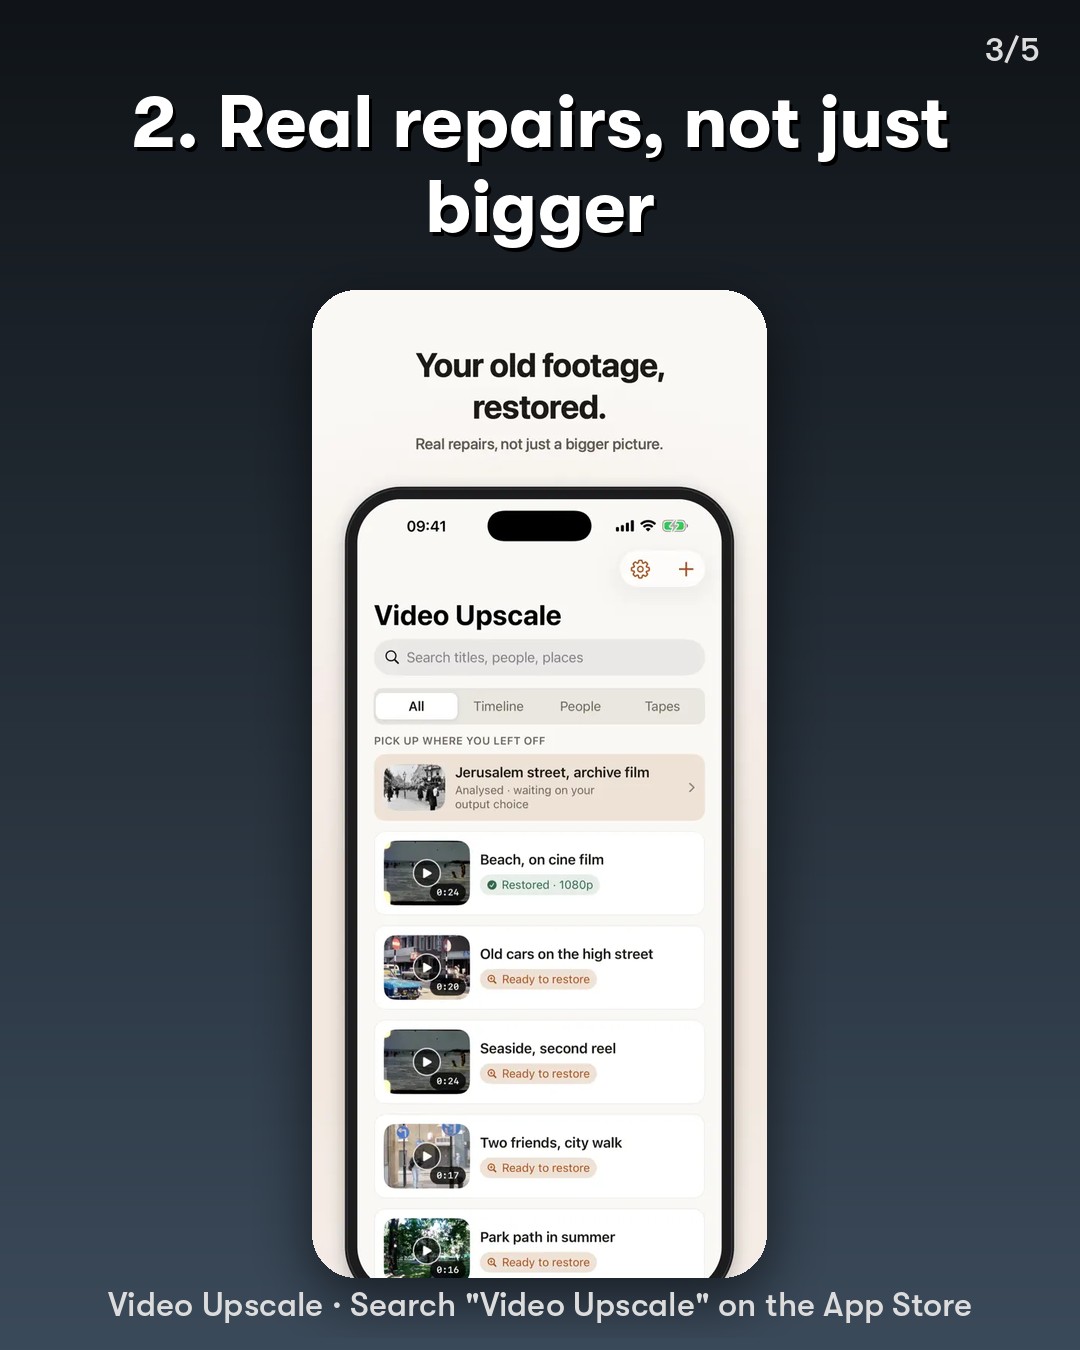 3/5
2. Real repairs, not just
bigger
Your old footage,
restored.
Real repairs, not just a bigger picture.
09:41
Video Upscale
Search titles, people, places
All Timeline People Tapes
PICK UP WHERE YOU LEFT OFF
Jerusalem street, archive film
Analysed · waiting on your
output choice
Beach, on cine film
0:24
Restored · 1080p
Old cars on the high street
0:20
Ready to restore
Seaside, second reel
0:24
Ready to restore
Two friends, city walk
0:17
Ready to restore
Park path in summer
0:16
Ready to restore
Video Upscale · Search "Video Upscale" on the App Store